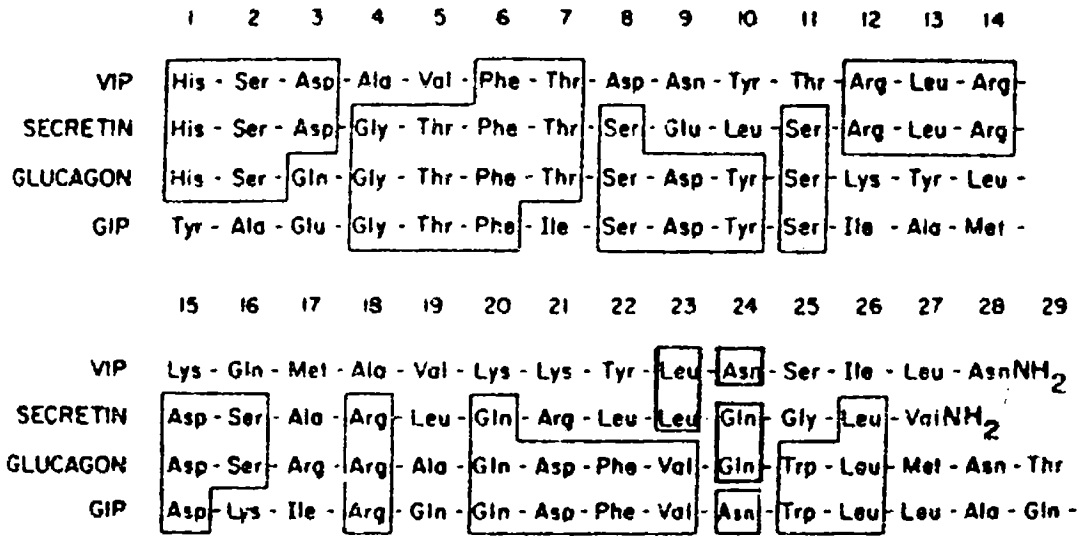 1 2 3 4 5 6 7 8 9 10 11 12 13 14
VIP His - Ser - Asp - Ala - Val - Phe - Thr - Asp - Asn - Tyr - Thr - Arg - Leu - Arg -
SECRETIN His - Ser - Asp - Gly - Thr - Phe - Thr - Ser - Glu - Leu - Ser - Arg - Leu - Arg -
GLUCAGON His - Ser - Gln - Gly - Thr - Phe - Thr - Ser - Asp - Tyr - Ser - Lys - Tyr - Leu -
GIP Tyr - Ala - Glu - Gly - Thr - Phe - Ile - Ser - Asp - Tyr - Ser - Ile - Ala - Met -
15 16 17 18 19 20 21 22 23 24 25 26 27 28 29
VIP Lys - Gln - Met - Ala - Val - Lys - Lys - Tyr - Leu - Asn - Ser - Ile - Leu - AsnNH2
SECRETIN Asp - Ser - Ala - Arg - Leu - Gln - Arg - Leu - Leu - Gln - Gly - Leu - ValNH2
GLUCAGON Asp - Ser - Arg - Arg - Ala - Gln - Asp - Phe - Val - Gln - Trp - Leu - Met - Asn - Thr
GIP Asp - Lys - Ile - Arg - Gln - Gln - Asp - Phe - Val - Asn - Trp - Leu - Leu - Ala - Gln -